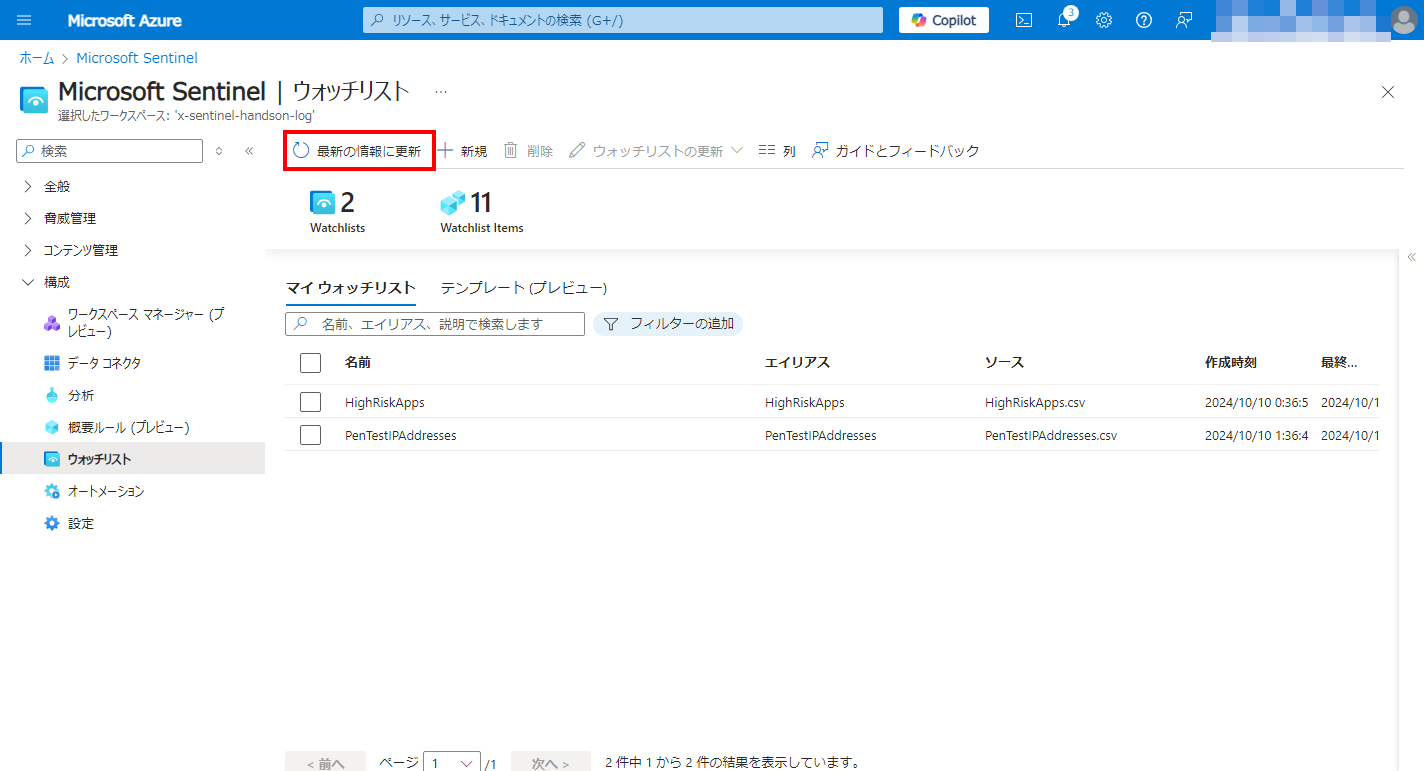 Microsoft Azure
リソース、サービス、ドキュメントの検索 (G+/)
Copilot
3
ホーム > Microsoft Sentinel
Microsoft Sentinel | ウォッチリスト ...
選択したワークスペース: 'x-sentinel-handson-log'
検索
最新の情報に更新
新規
削除
ウォッチリストの更新
列
ガイドとフィードバック
全般
脅威管理
コンテンツ管理
構成
ワークスペース マネージャー (プ
レビュー)
データ コネクタ
分析
概要ルール (プレビュー)
ウォッチリスト
オートメーション
設定
2
Watchlists
11
Watchlist Items
マイ ウォッチリスト
テンプレート (プレビュー)
名前、エイリアス、説明で検索します
フィルターの追加
名前 エイリアス ソース 作成時刻 最終...
HighRiskApps HighRiskApps HighRiskApps.csv 2024/10/10 0:36:5 2024/10/1
PenTestIPAddresses PenTestIPAddresses PenTestIPAddresses.csv 2024/10/10 1:36:4 2024/10/1
< 前へ ページ 1 /1 次へ > 2 件中 1 から 2 件の結果を表示しています。